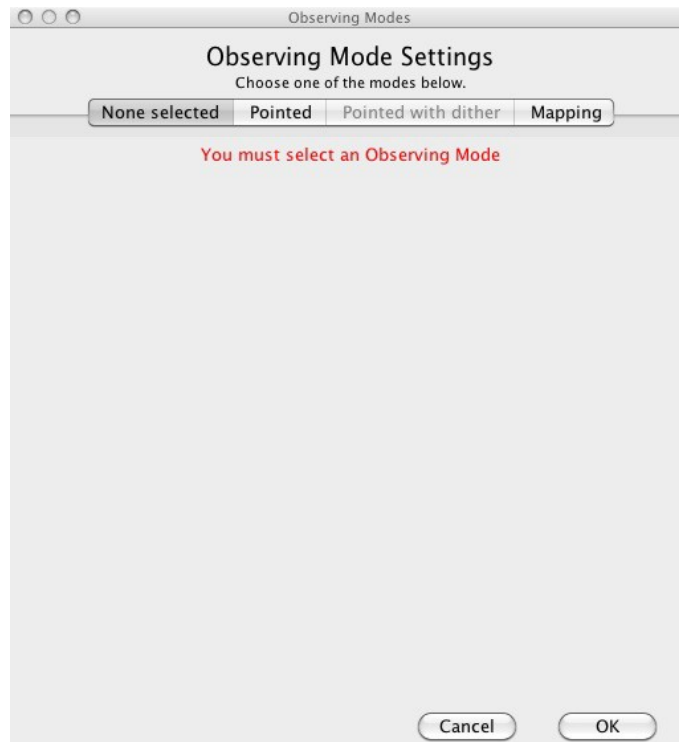 Observing Modes
Observing Mode Settings
Choose one of the modes below.
None selected Pointed Pointed with dither Mapping
You must select an Observing Mode
Cancel OK